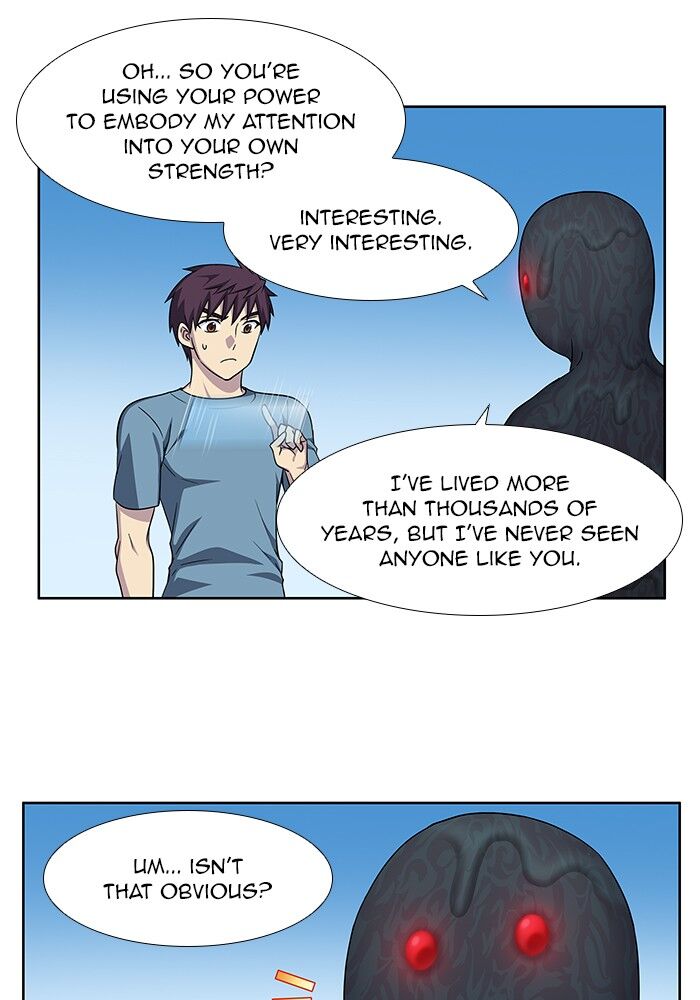 OH... SO YOU'RE
USING YOUR POWER
TO EMBODY MY ATTENTION
INTO YOUR OWN
STRENGTH?
INTERESTING.
VERY INTERESTING.
I'VE LIVED MORE
THAN THOUSANDS OF
YEARS, BUT I'VE NEVER SEEN
ANYONE LIKE YOU.
UM... ISN'T
THAT OBVIOUS?